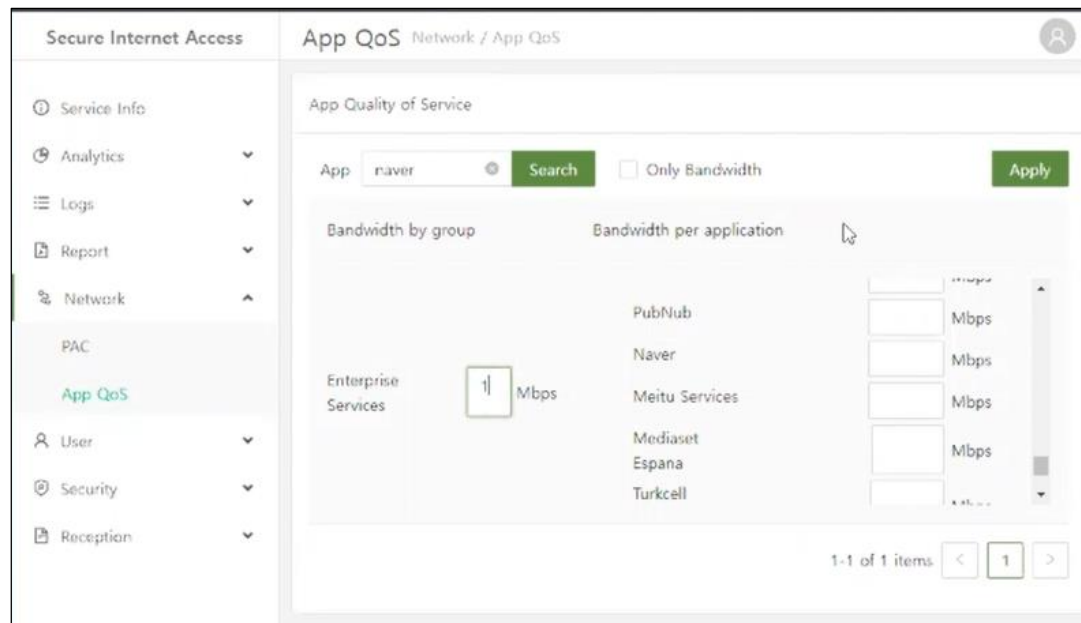 Secure Internet Access
App QoS Network / App QoS
Service Info
Analytics
Logs
Report
Network
PAC
App QoS
User
Security
Reception
App Quality of Service
App naver Search Only Bandwidth Apply
Bandwidth by group Bandwidth per application
Mbps
PubNub Mbps
Naver Mbps
Enterprise
Services 1 Mbps
Meitu Services Mbps
Mediaset
Espana Mbps
Turkcell Mbps
1-1 of 1 items < 1 >